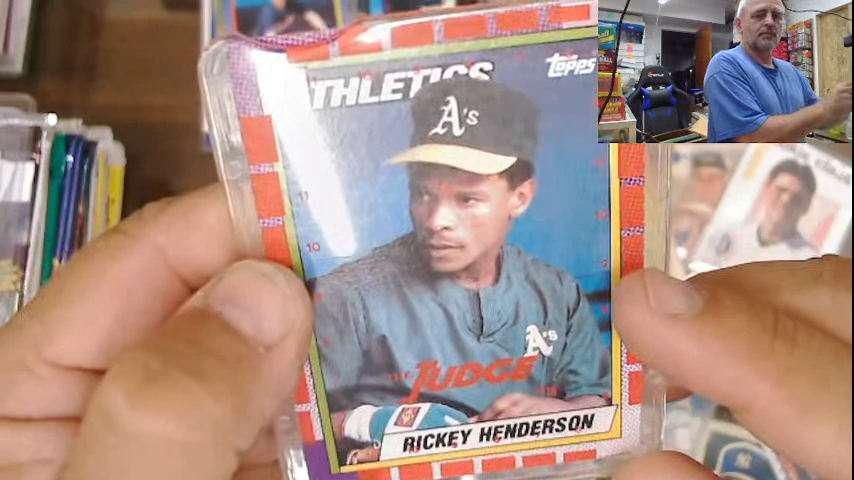 ATHLETICS
Topps
A's
A's
THE JUDGE
RICKEY HENDERSON